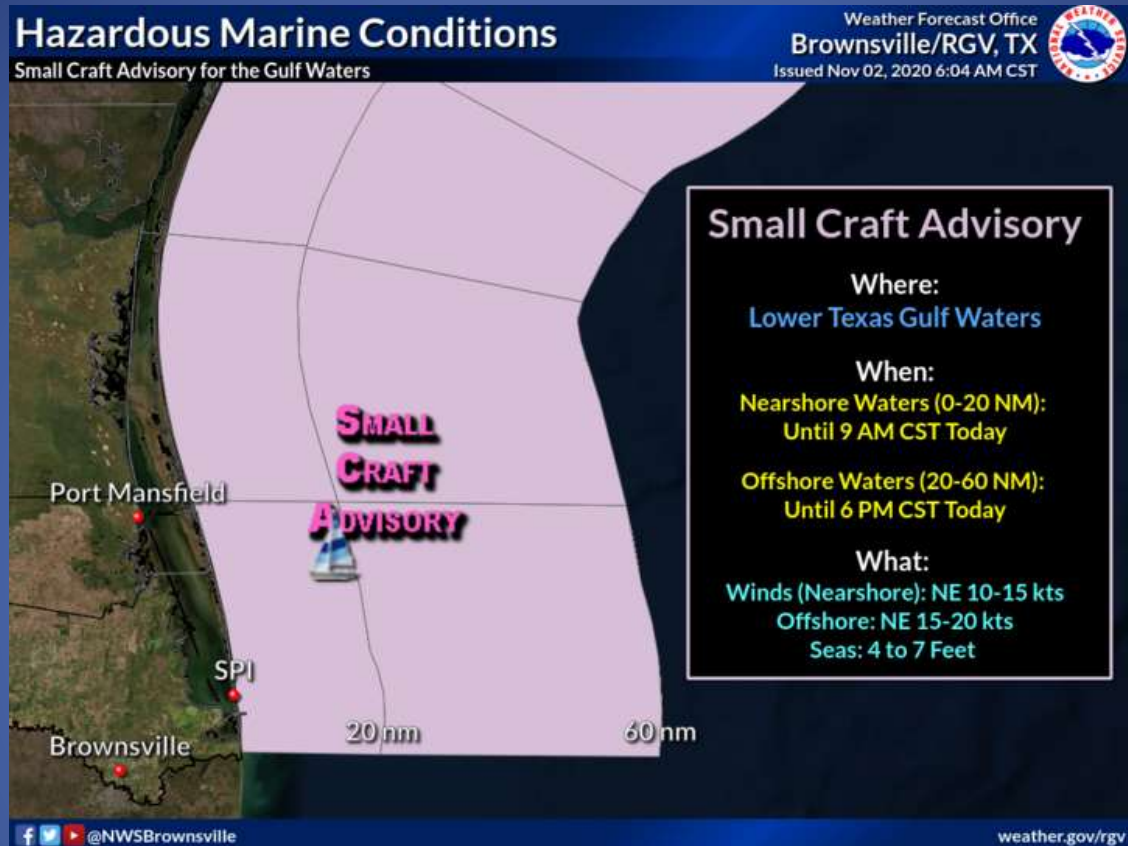 Hazardous Marine Conditions
Small Craft Advisory for the Gulf Waters
Weather Forecast Office
Brownsville/RGV, TX
Issued Nov 02, 2020 6:04 AM CST
NATIONAL WEATHER SERVICE
Small Craft Advisory
Where:
Lower Texas Gulf Waters
When:
Nearshore Waters (0-20 NM):
Until 9 AM CST Today
Offshore Waters (20-60 NM):
Until 6 PM CST Today
What:
Winds (Nearshore): NE 10-15 kts
Offshore: NE 15-20 kts
Seas: 4 to 7 Feet
SMALL
CRAFT
ADVISORY
Port Mansfield
SPI
Brownsville
20 nm
60 nm
@NWSBrownsville
weather.gov/rgv